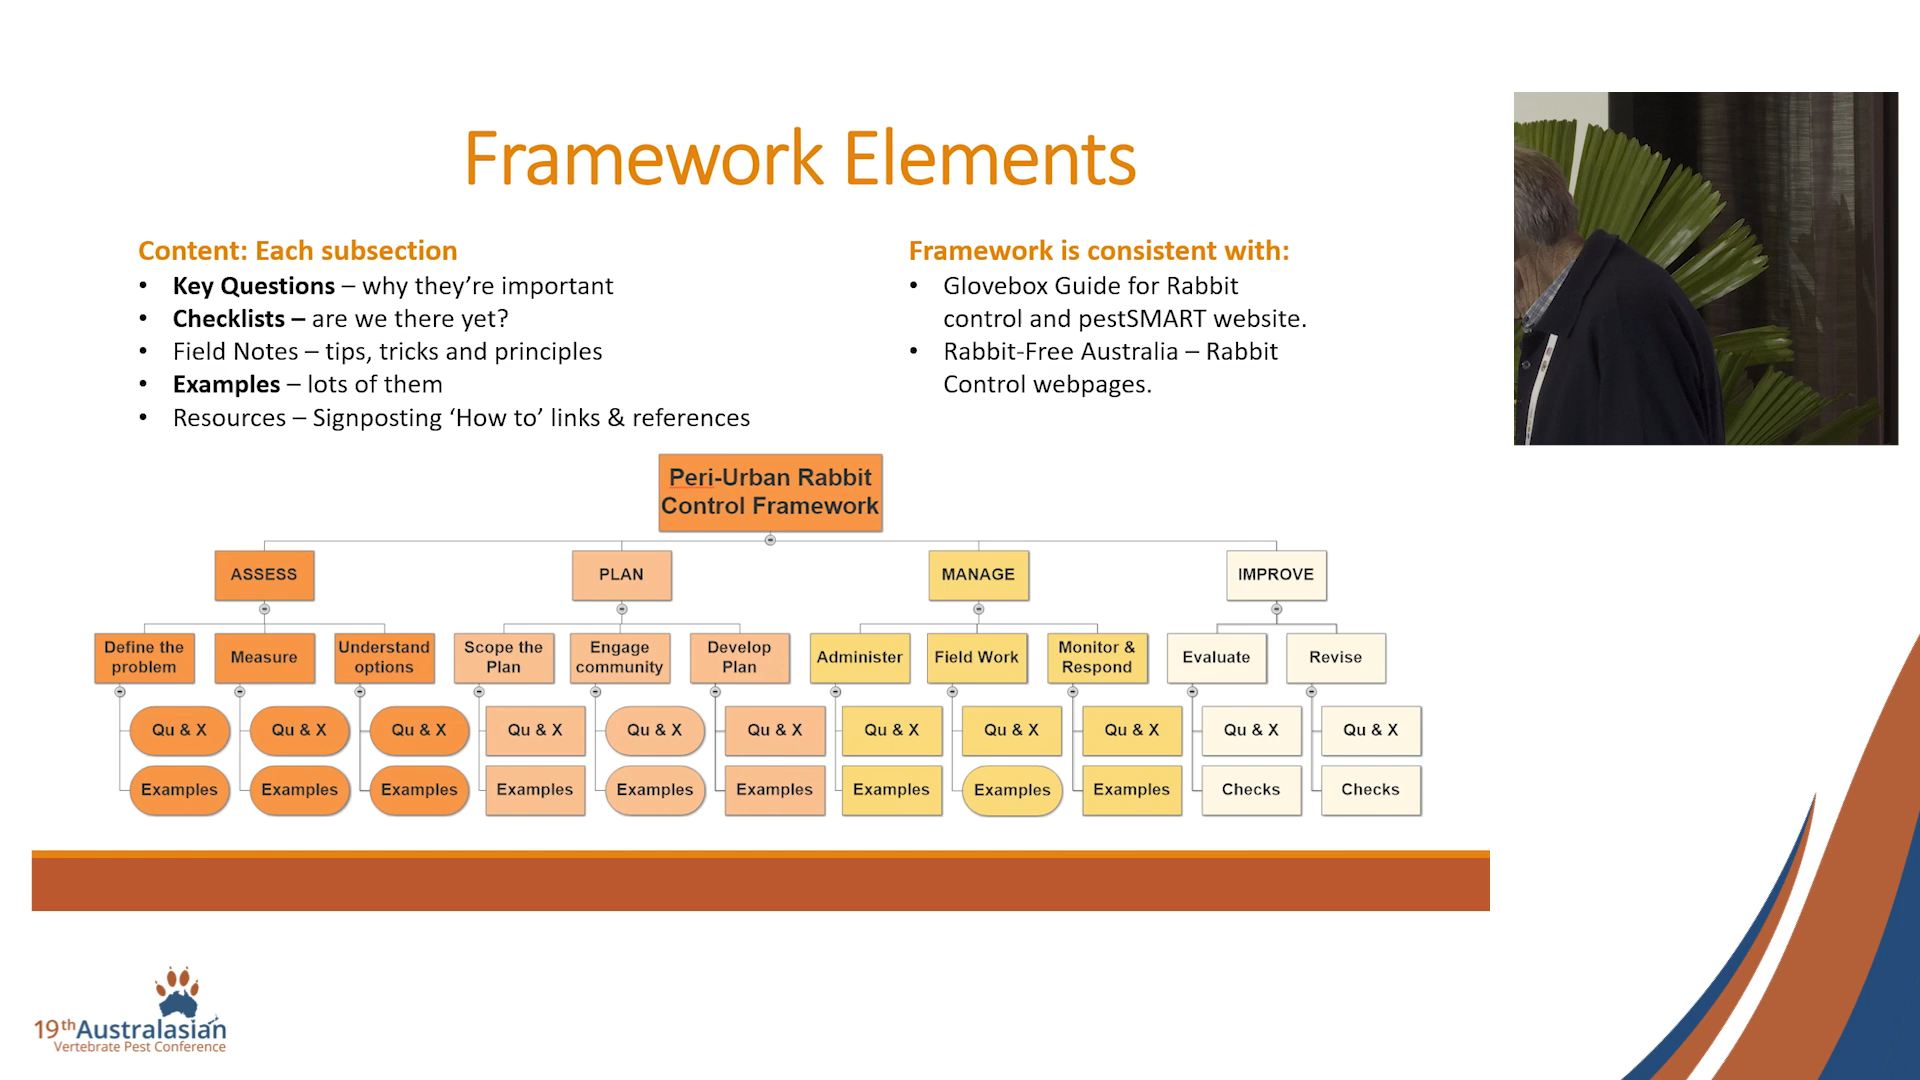 Framework Elements
Content: Each subsection
• Key Questions – why they’re important
• Checklists – are we there yet?
• Field Notes – tips, tricks and principles
• Examples – lots of them
• Resources – Signposting ‘How to’ links & references
Framework is consistent with:
• Glovebox Guide for Rabbit
control and pestSMART website.
• Rabbit-Free Australia – Rabbit
Control webpages.
Peri-Urban Rabbit
Control Framework
ASSESS
PLAN
MANAGE
IMPROVE
Define the
problem
Measure
Understand
options
Scope the
Plan
Engage
community
Develop
Plan
Administer
Field Work
Monitor &
Respond
Evaluate
Revise
Qu & X
Qu & X
Qu & X
Qu & X
Qu & X
Qu & X
Qu & X
Qu & X
Qu & X
Qu & X
Qu & X
Examples
Examples
Examples
Examples
Examples
Examples
Examples
Examples
Examples
Checks
Checks
19th Australasian
Vertebrate Pest Conference